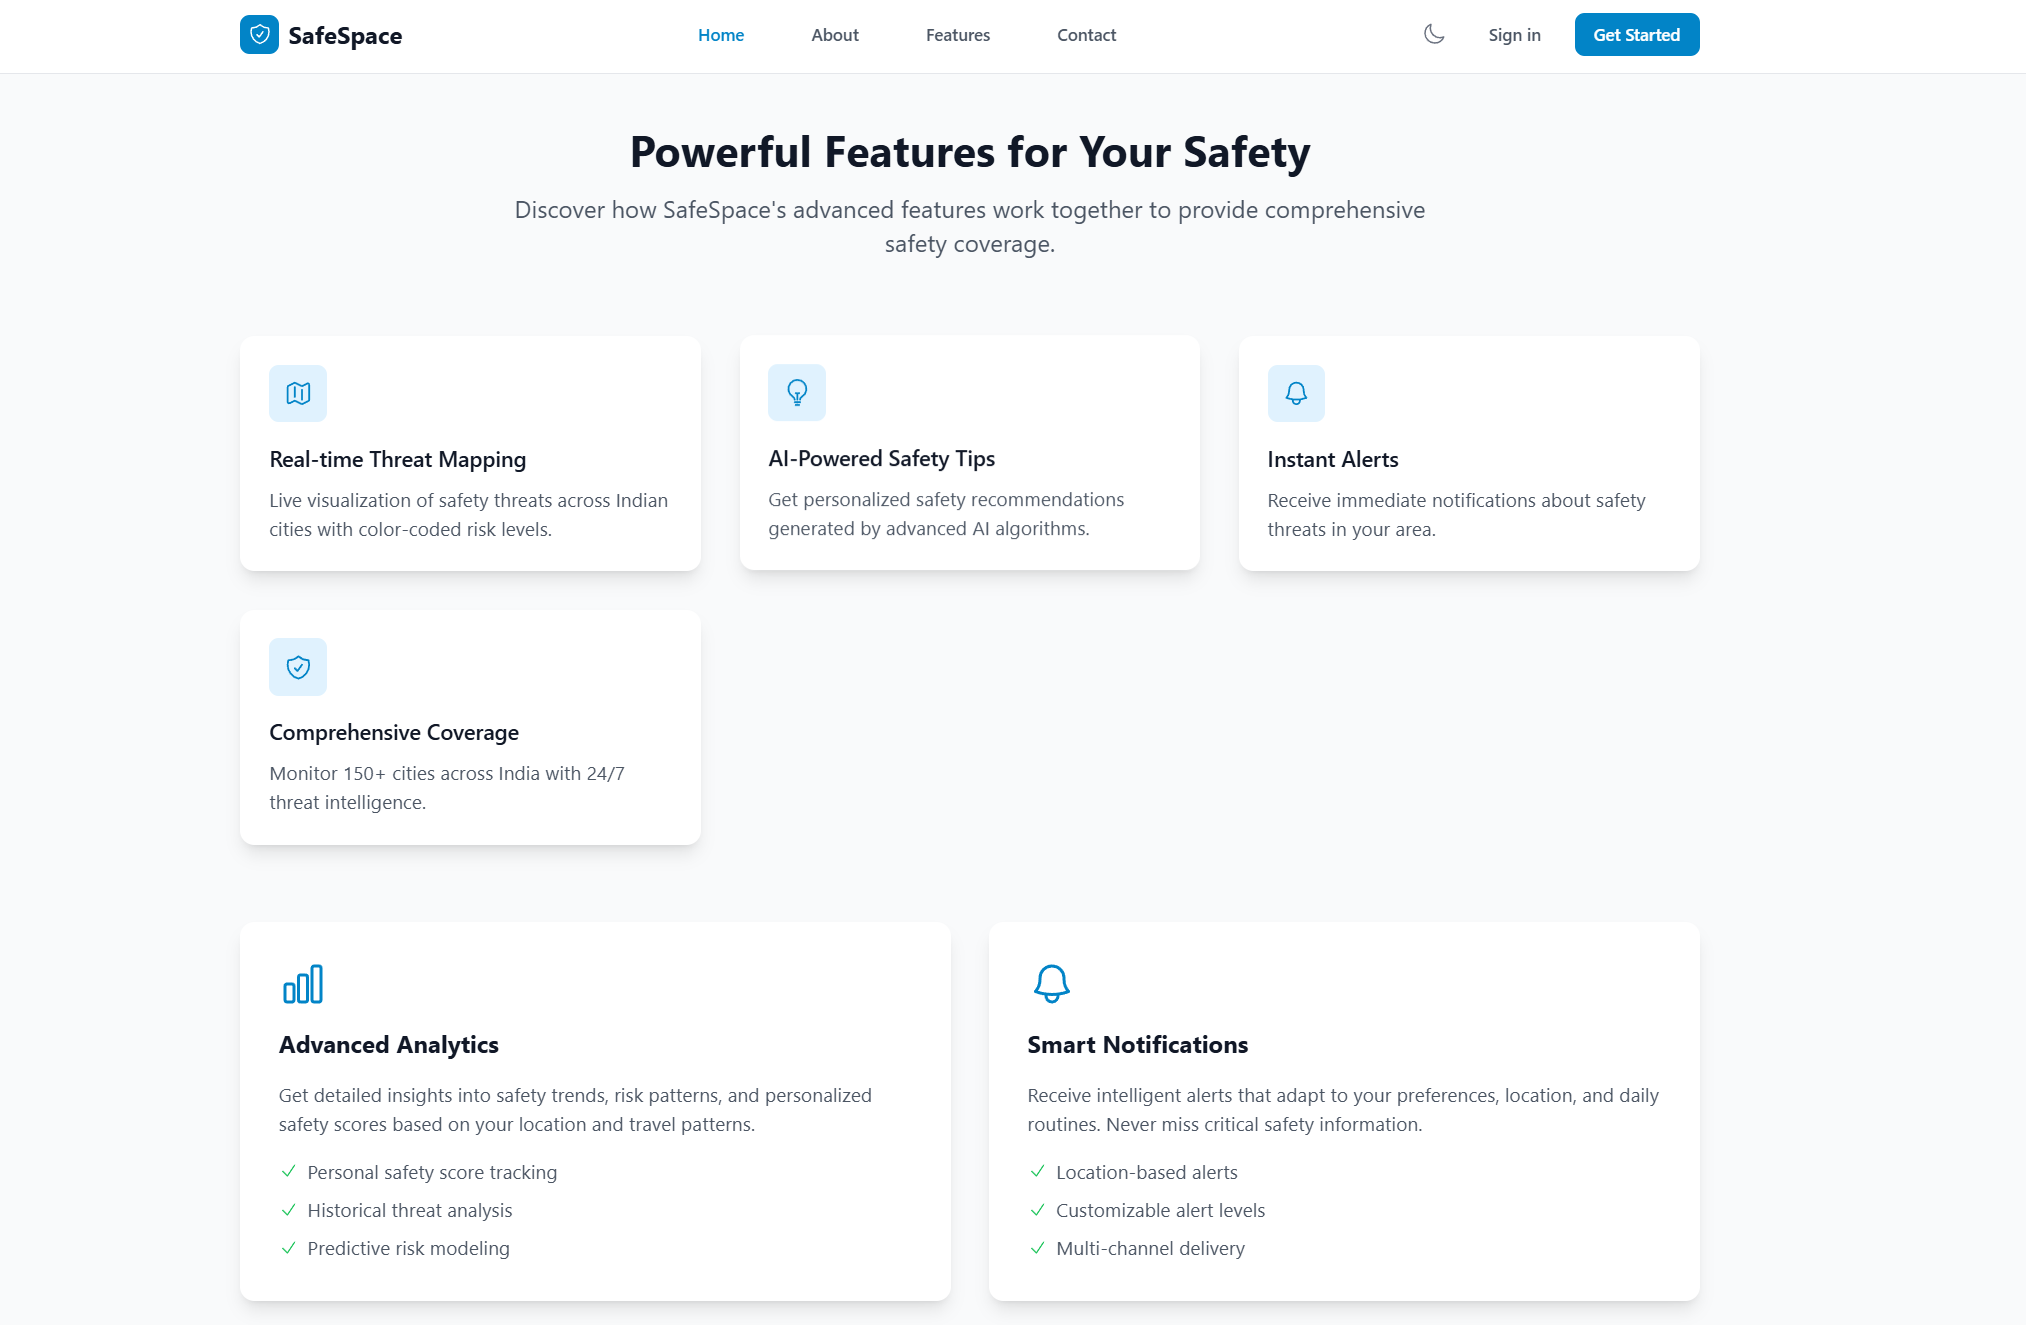 SafeSpace
Home
About
Features
Contact
Sign in
Get Started
Powerful Features for Your Safety
Discover how SafeSpace's advanced features work together to provide comprehensive
safety coverage.
Real-time Threat Mapping
Live visualization of safety threats across Indian
cities with color-coded risk levels.
AI-Powered Safety Tips
Get personalized safety recommendations
generated by advanced AI algorithms.
Instant Alerts
Receive immediate notifications about safety
threats in your area.
Comprehensive Coverage
Monitor 150+ cities across India with 24/7
threat intelligence.
Advanced Analytics
Get detailed insights into safety trends, risk patterns, and personalized
safety scores based on your location and travel patterns.
Personal safety score tracking
Historical threat analysis
Predictive risk modeling
Smart Notifications
Receive intelligent alerts that adapt to your preferences, location, and daily
routines. Never miss critical safety information.
Location-based alerts
Customizable alert levels
Multi-channel delivery